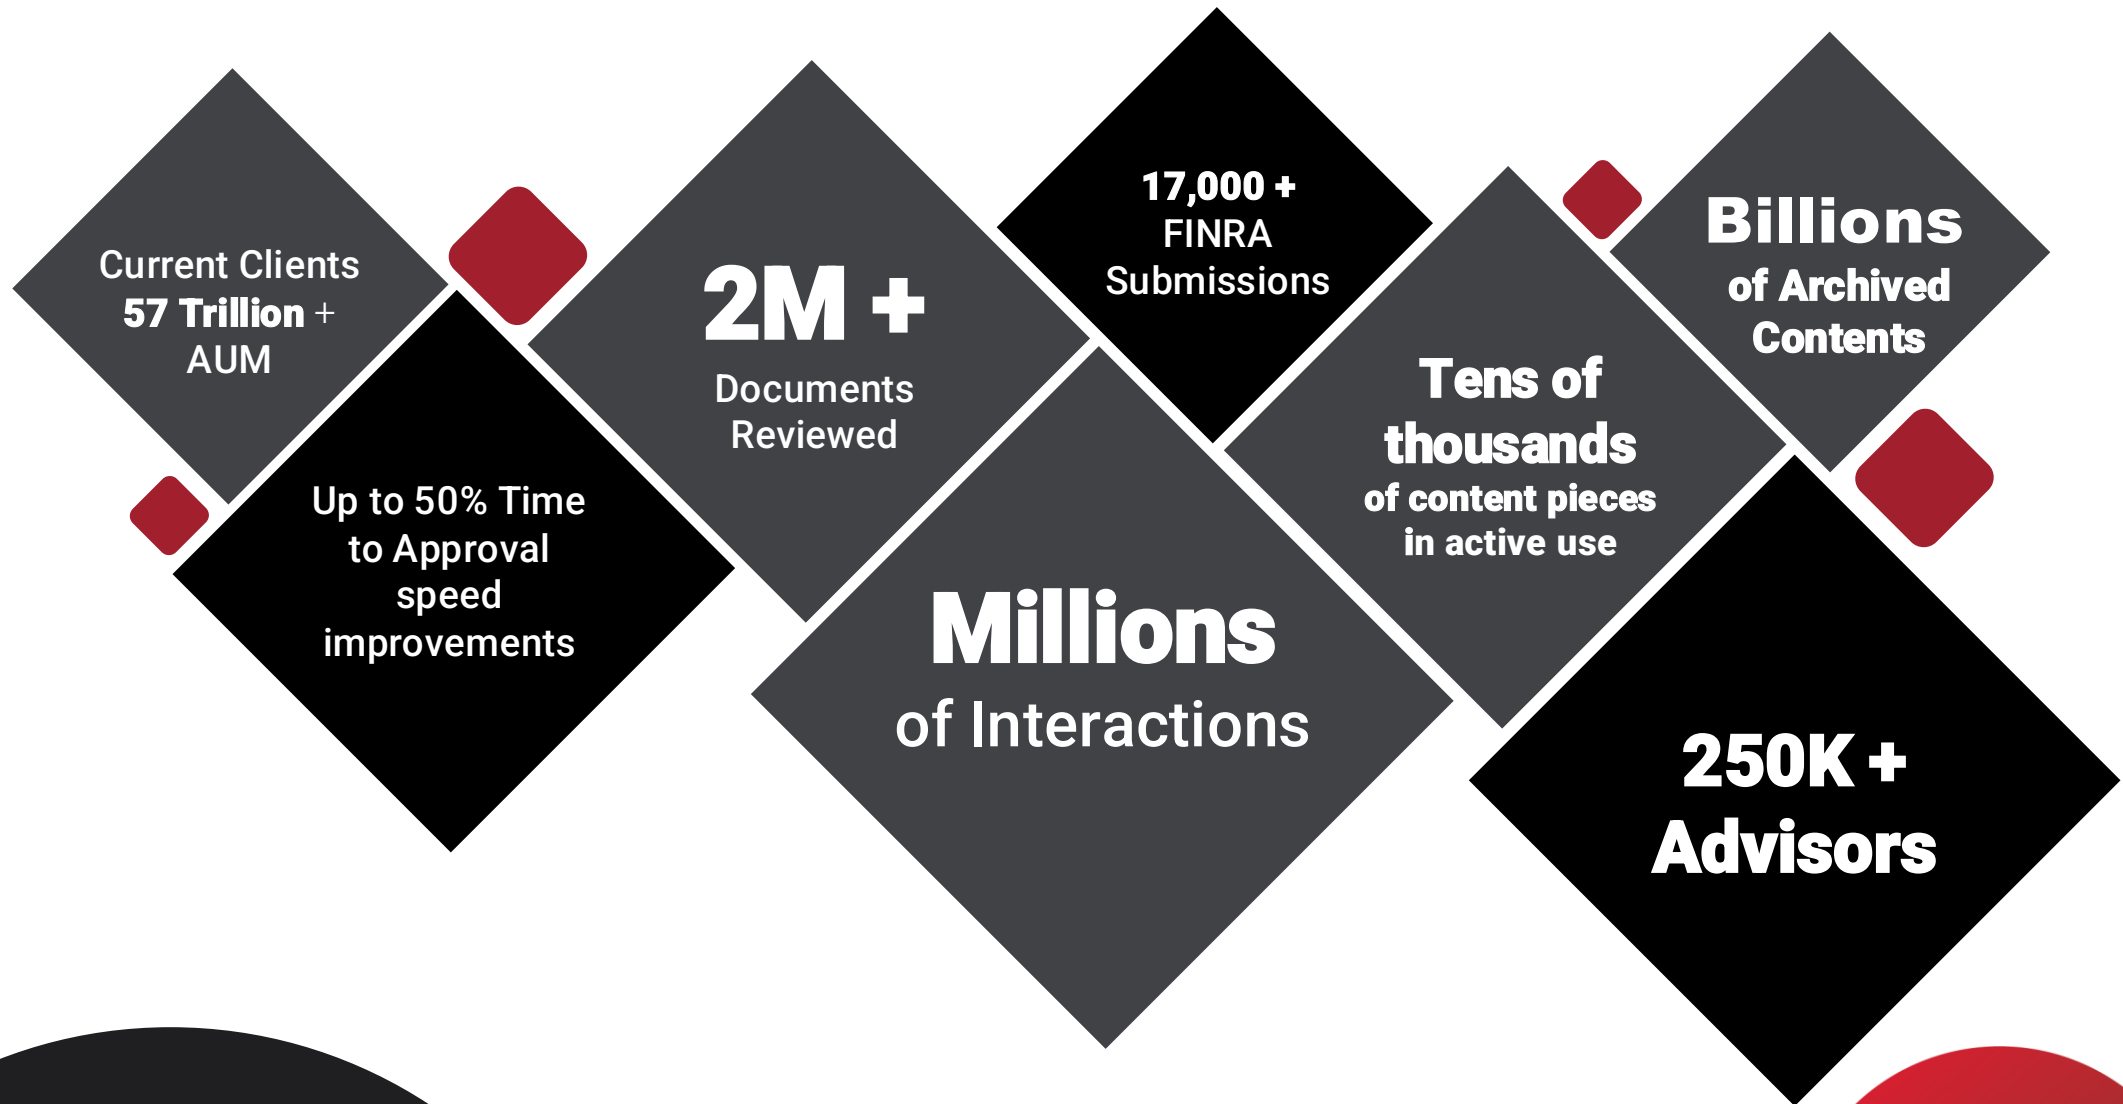 Current Clients
57 Trillion +
AUM
Up to 50% Time
to Approval
speed
improvements
2M +
Documents
Reviewed
17,000 +
FINRA
Submissions
Millions
of Interactions
Tens of
thousands
of content pieces
in active use
Billions
of Archived
Contents
250K +
Advisors